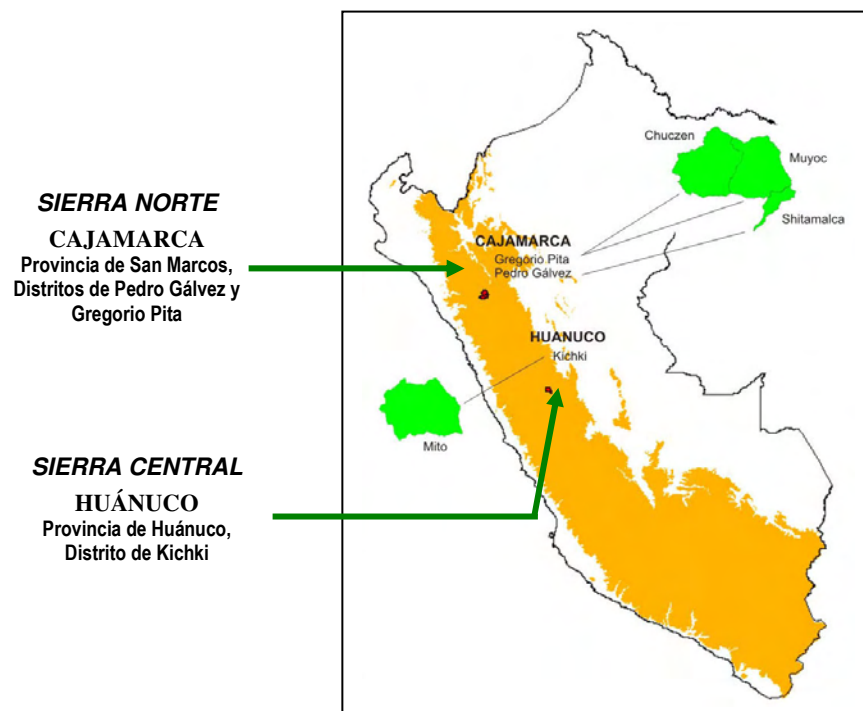 SIERRA NORTE
CAJAMARCA
Provincia de San Marcos,
Distritos de Pedro Gálvez y
Gregorio Pita
SIERRA CENTRAL
HUÁNUCO
Provincia de Huánuco,
Distrito de Kichki
Chuczen
Muyoc
Shitamalca
CAJAMARCA
Gregorio Pita
Pedro Gálvez
HUANUCO
Kichki
Mito